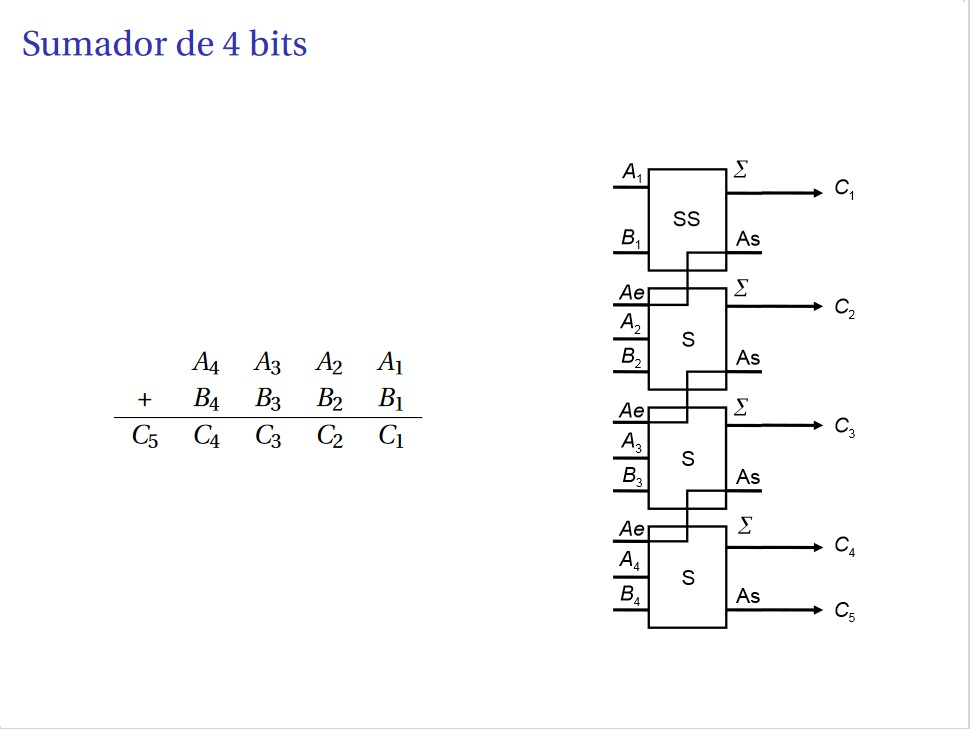 Sumador de 4 bits
A4 A3 A2 A1
+ B4 B3 B2 B1
C5 C4 C3 C2 C1
A1 Σ C1
SS
B1 As
Ae Σ C2
A2
S
B2 As
Ae Σ C3
A3
S
B3 As
Ae Σ C4
A4
S
B4 As C5